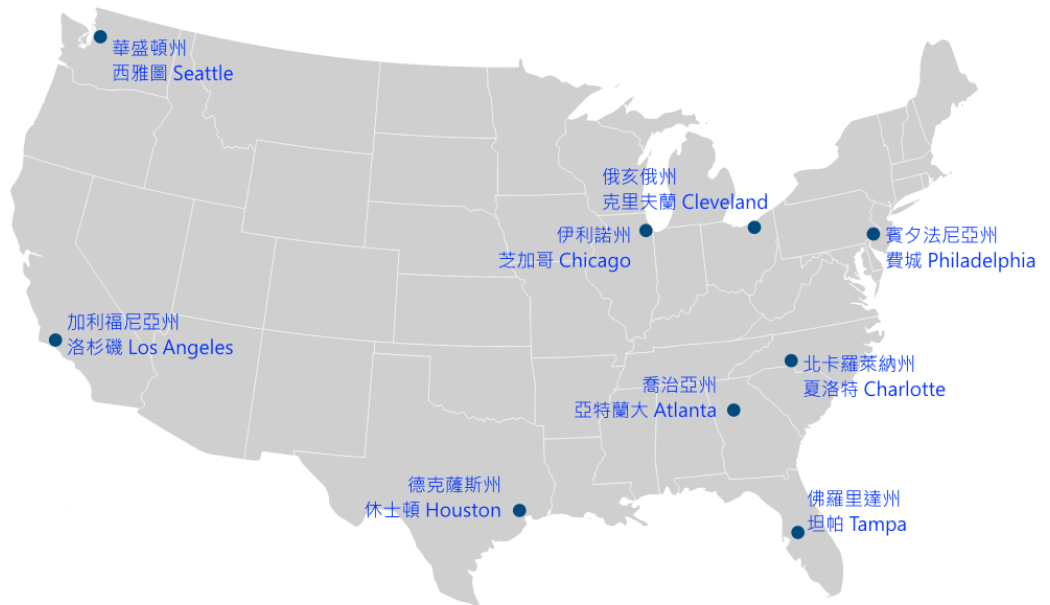 華盛頓州
西雅圖 Seattle
俄亥俄州
克里夫蘭 Cleveland
伊利諾州
芝加哥 Chicago
賓夕法尼亞州
費城 Philadelphia
加利福尼亞州
洛杉磯 Los Angeles
北卡羅萊納州
夏洛特 Charlotte
喬治亞州
亞特蘭大 Atlanta
德克薩斯州
休士頓 Houston
佛羅里達州
坦帕 Tampa